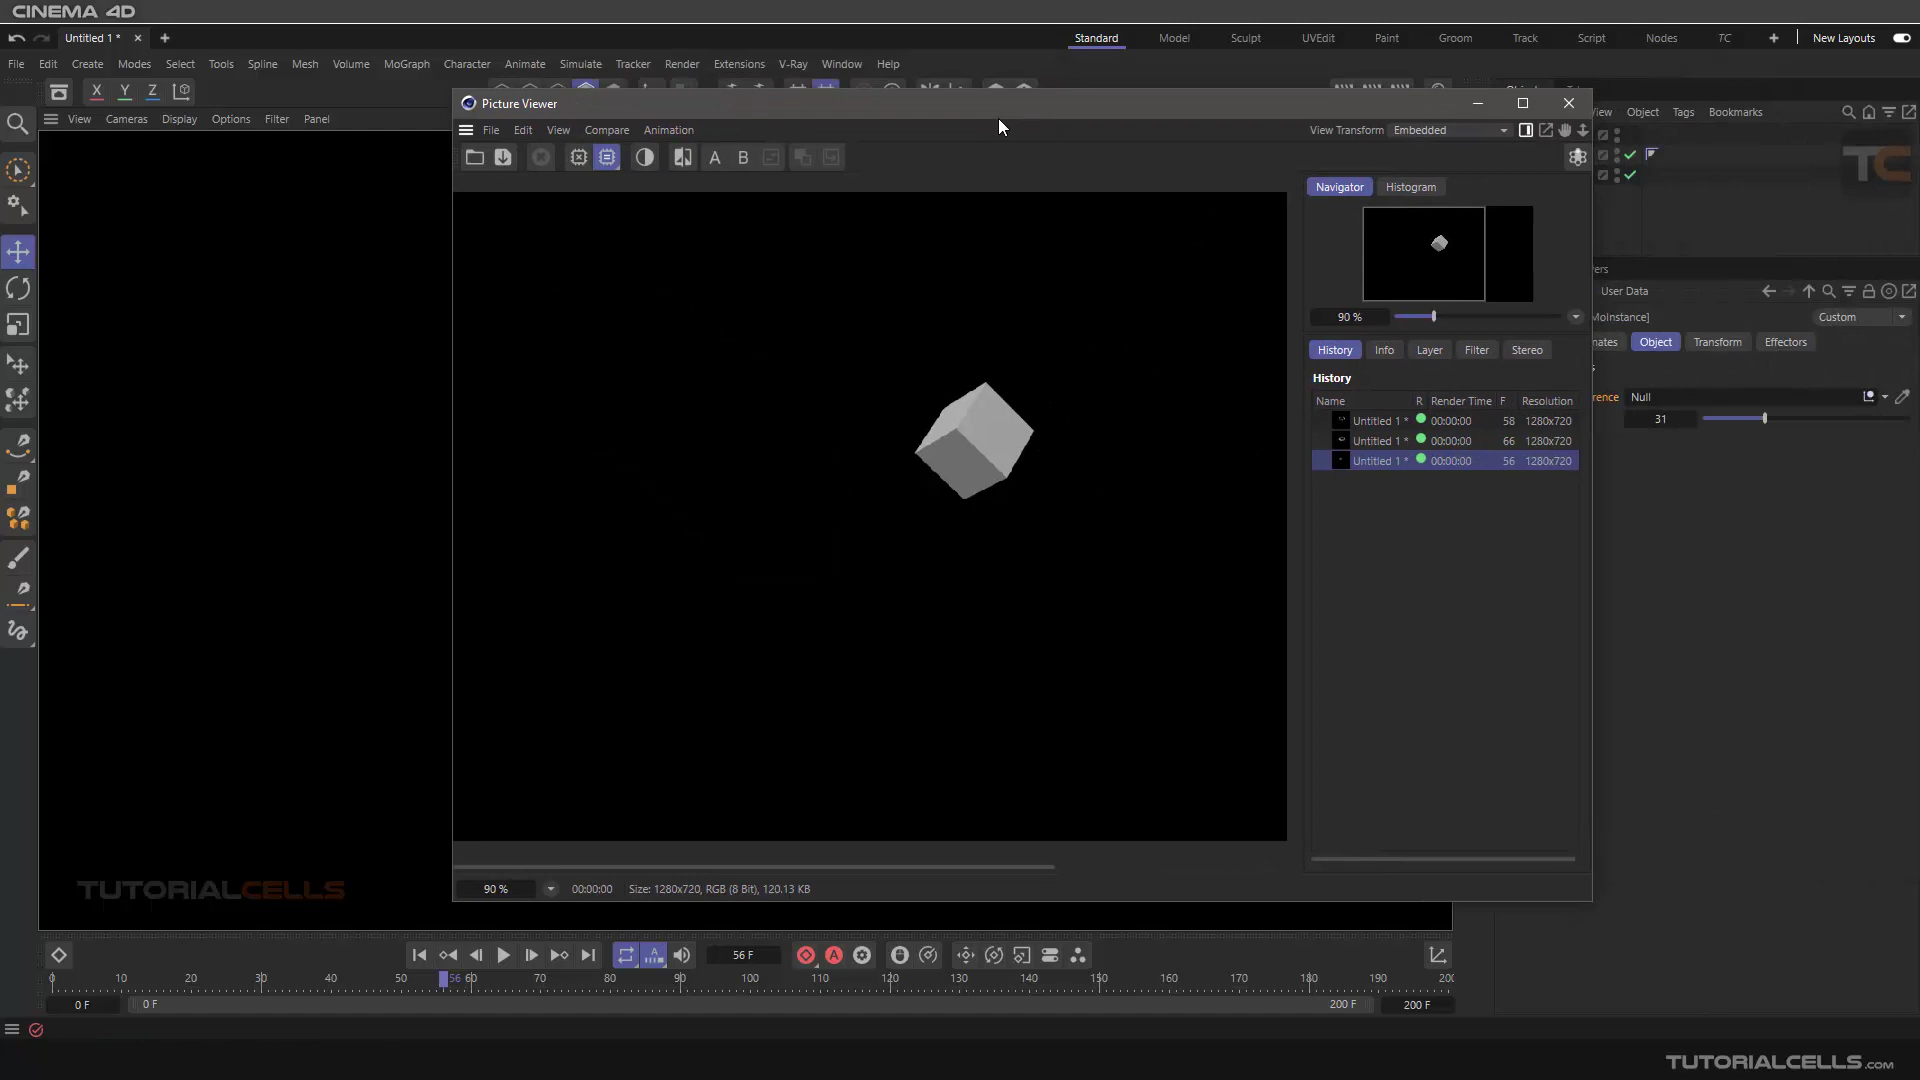 CINEMA 4D
Untitled 1 *
Standard Model Sculpt UVEdit Paint Groom Track Script Nodes TC New Layouts
File Edit Create Modes Select Tools Spline Mesh Volume MoGraph Character Animate Simulate Tracker Render Extensions V-Ray Window Help
X Y Z
Picture Viewer
View Cameras Display Options Filter Panel
Object Tags Bookmarks
File Edit View Compare Animation
View Transform Embedded
A B
TC
Navigator Histogram
90 %
User Data
MoInstance]
Custom
Object Transform Effectors
History Info Layer Filter Stereo
History
Name R Render Time F Resolution
Untitled 1 * 00:00:00 58 1280x720
Untitled 1 * 00:00:00 66 1280x720
Untitled 1 * 00:00:00 56 1280x720
Null
31
TUTORIALCELLS
90 % 00:00:00 Size: 1280x720, RGB (8 Bit), 120.13 KB
56 F
0 10 20 30 40 50 56 60 70 80 90 100 110 120 130 140 150 160 170 180 190 200
0 F 0 F 200 F 200 F
TUTORIALCELLS.com